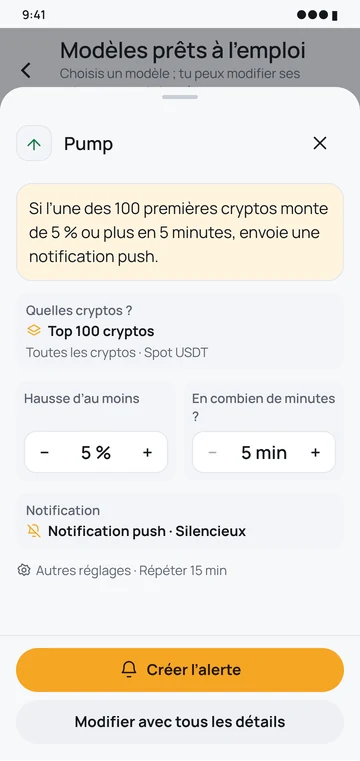 9:41
Modèles prêts à l'emploi
Choisis un modèle ; tu peux modifier ses
Pump
Si l'une des 100 premières cryptos monte
de 5 % ou plus en 5 minutes, envoie une
notification push.
Quelles cryptos ?
Top 100 cryptos
Toutes les cryptos · Spot USDT
Hausse d'au moins
− 5 % +
En combien de minutes
?
− 5 min +
Notification
Notification push · Silencieux
Autres réglages · Répéter 15 min
Créer l'alerte
Modifier avec tous les détails